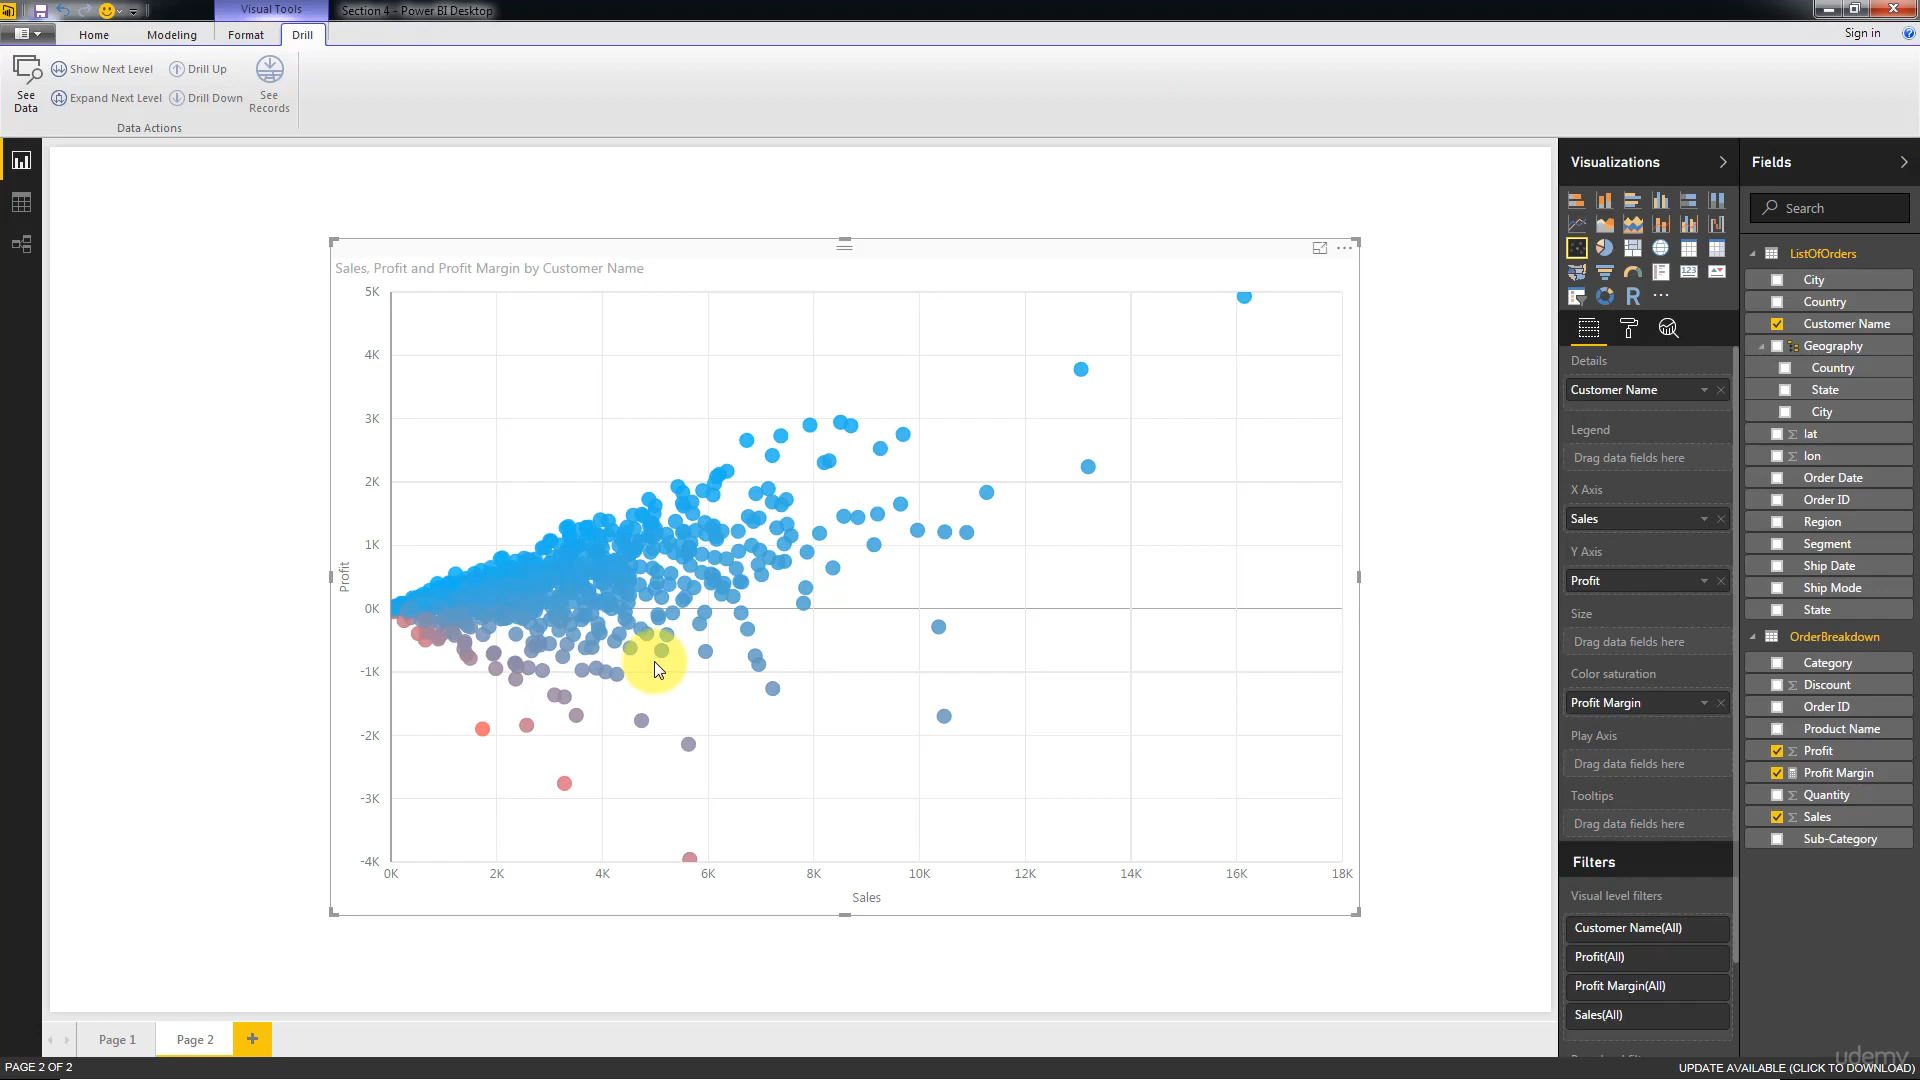 Visual Tools
Section 4 - Power BI Desktop
Home
Modeling
Format
Drill
Sign in
See Data
Show Next Level
Expand Next Level
Drill Up
Drill Down
See Records
Data Actions
Sales, Profit and Profit Margin by Customer Name
5K
4K
3K
2K
1K
0K
-1K
-2K
-3K
-4K
Profit
0K
2K
4K
6K
8K
10K
12K
14K
16K
18K
Sales
Visualizations
R
123
Details
Customer Name
Legend
Drag data fields here
X Axis
Sales
Y Axis
Profit
Size
Drag data fields here
Color saturation
Profit Margin
Play Axis
Drag data fields here
Tooltips
Drag data fields here
Filters
Visual level filters
Customer Name(All)
Profit(All)
Profit Margin(All)
Sales(All)
Fields
Search
ListOfOrders
City
Country
Customer Name
Geography
Country
State
City
lat
lon
Order Date
Order ID
Region
Segment
Ship Date
Ship Mode
State
OrderBreakdown
Category
Discount
Order ID
Product Name
Profit
Profit Margin
Quantity
Sales
Sub-Category
Page 1
Page 2
PAGE 2 OF 2
udemy
UPDATE AVAILABLE (CLICK TO DOWNLOAD)